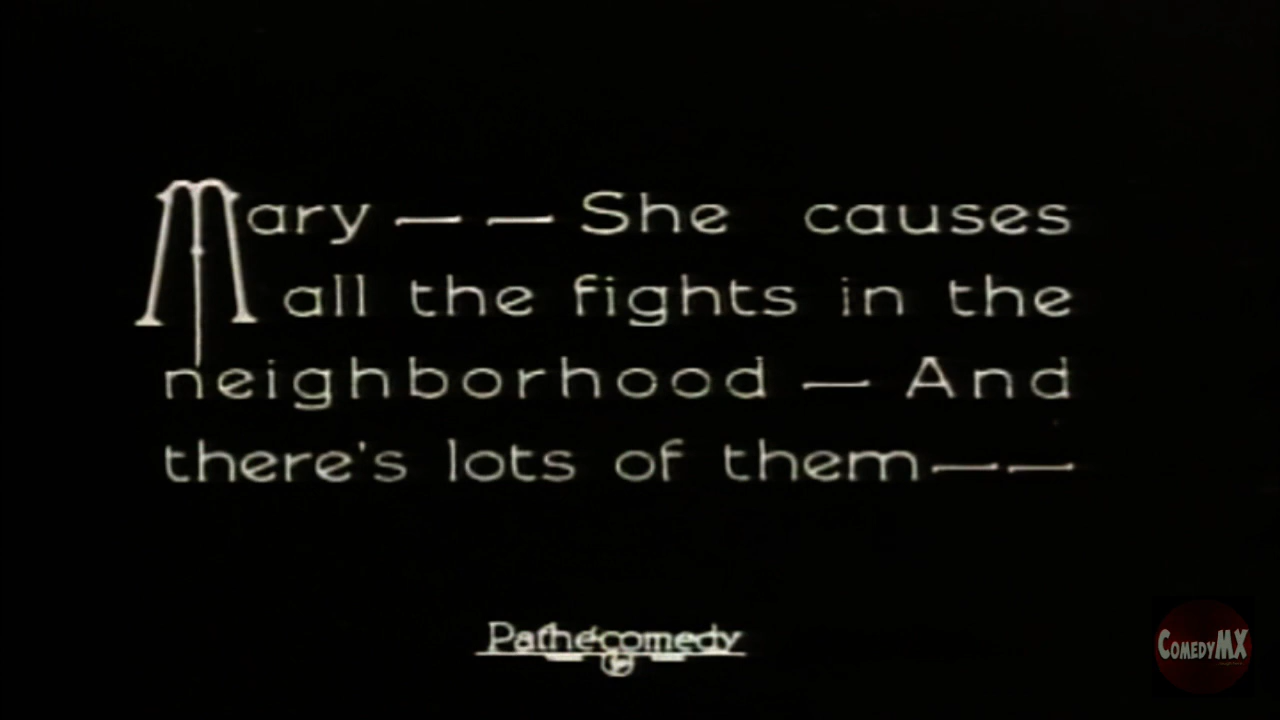 Mary — — She causes
all the fights in the
neighborhood — And
there's lots of them — —
Pathécomedy
COMEDYMX